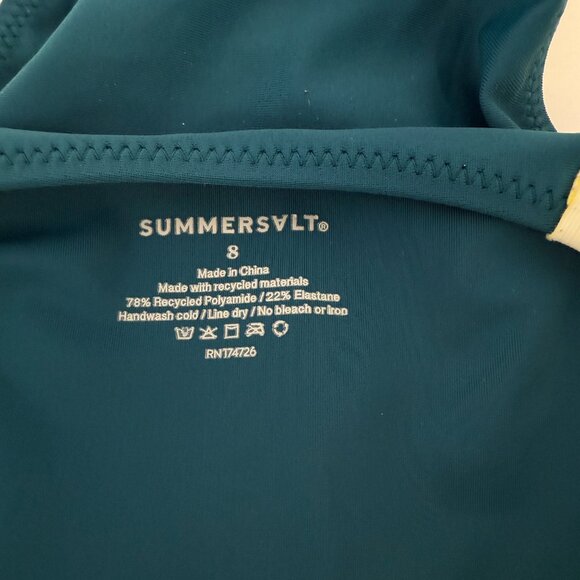 SUMMERSALT®
8
Made in China
Made with recycled materials
78% Recycled Polyamide / 22% Elastane
Handwash cold / Line dry / No bleach or iron
RN174726